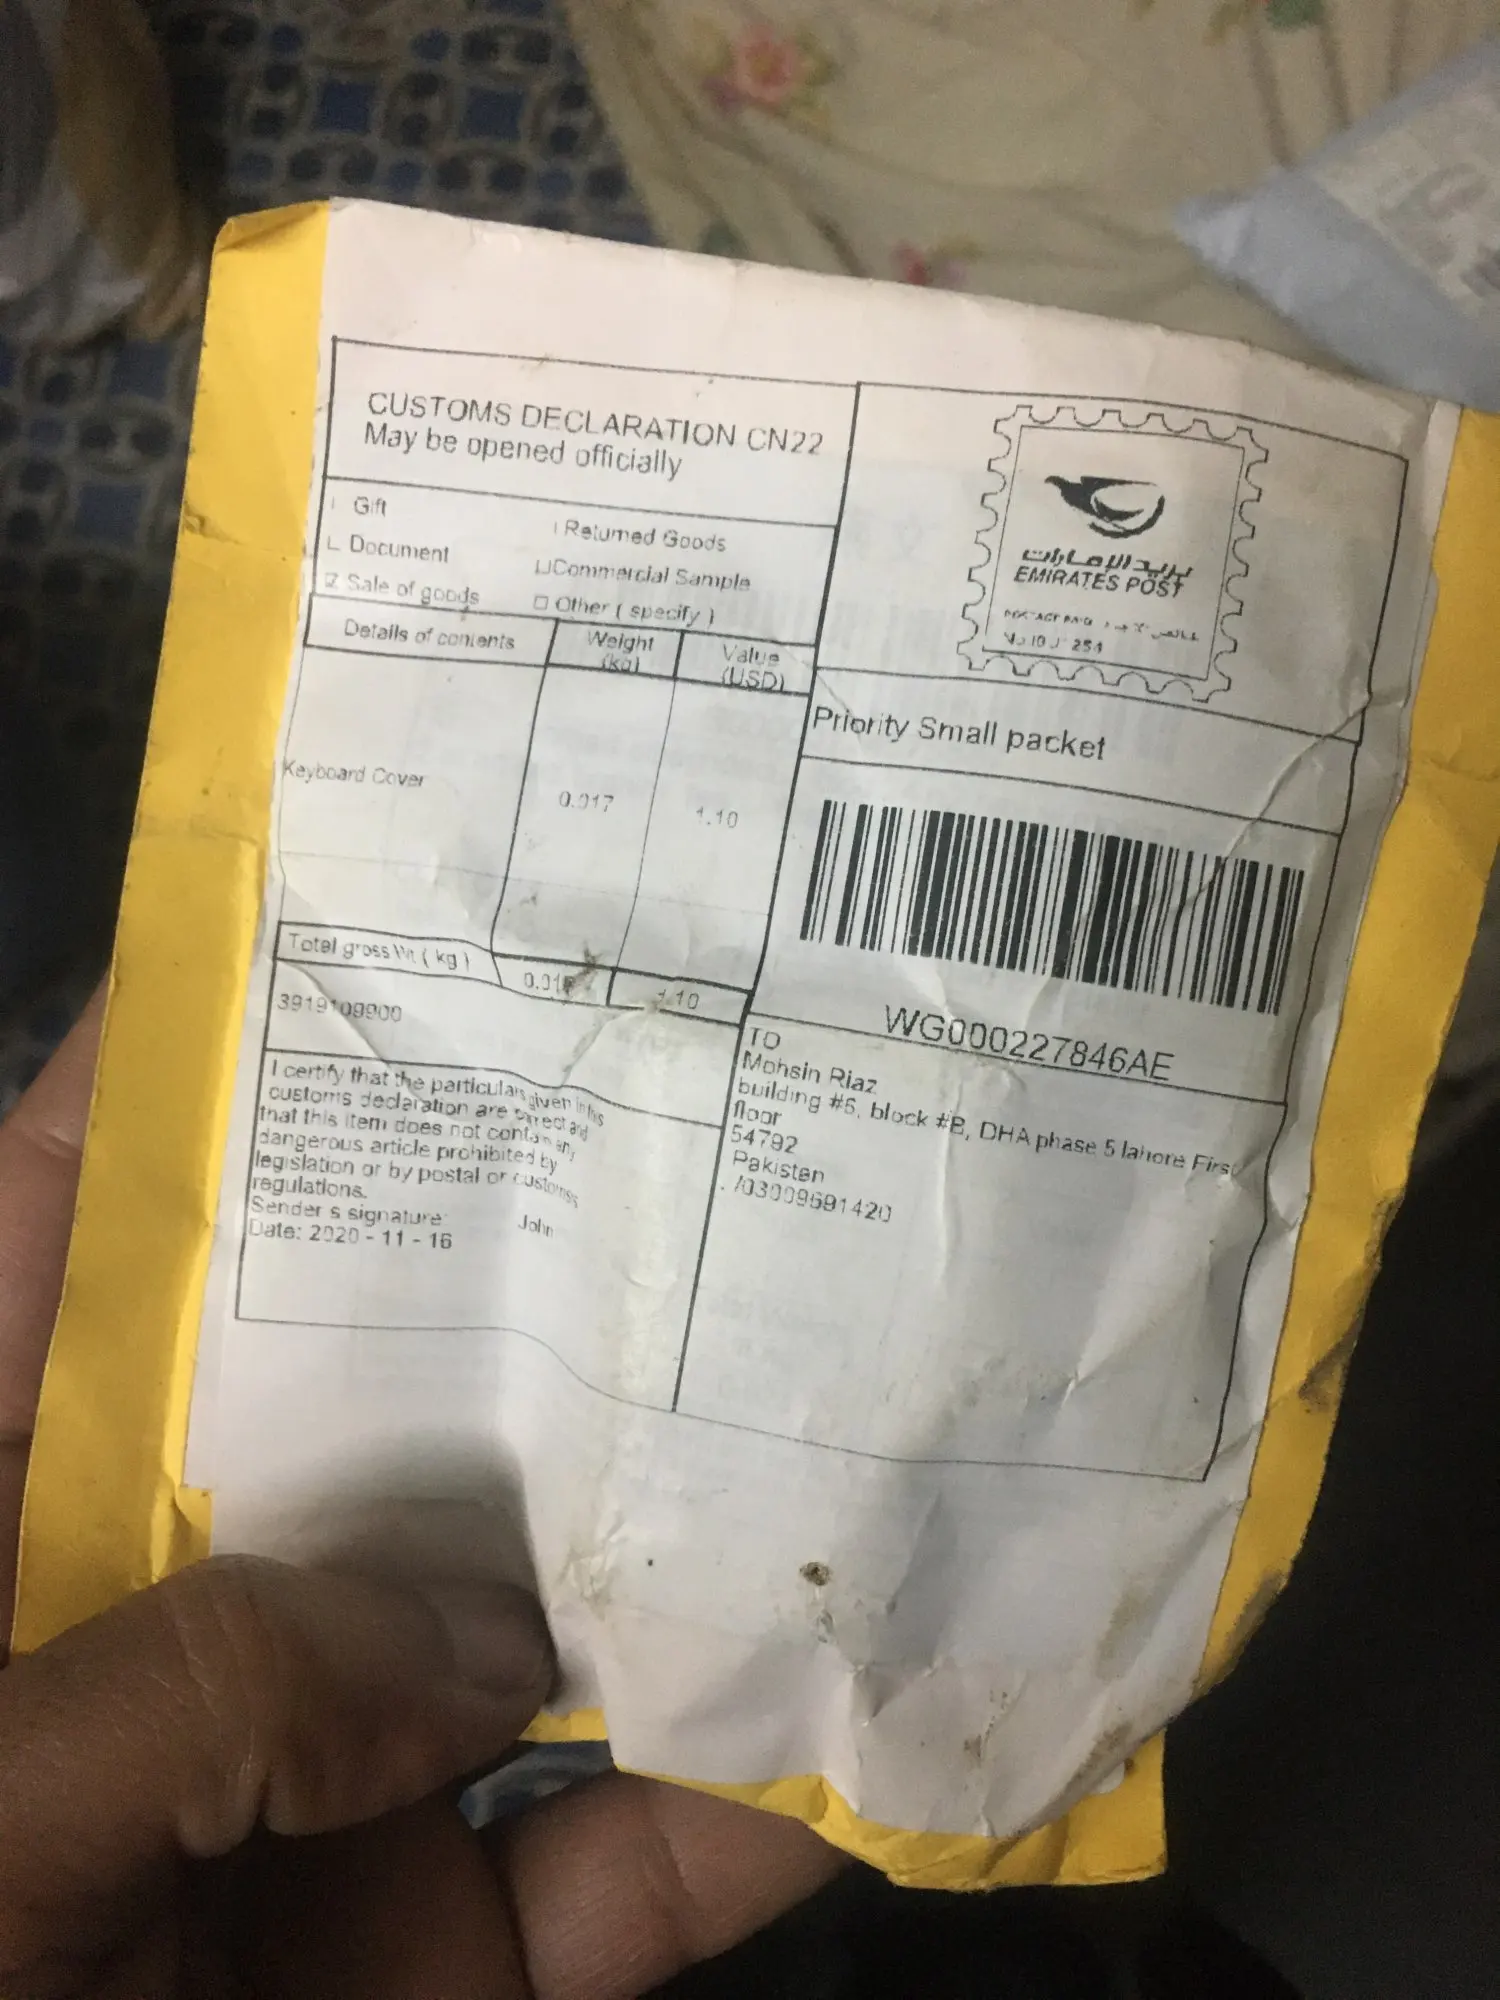 CUSTOMS DECLARATION CN22
May be opened officially
Gift
Returned Goods
Document
Commercial Sample
Sale of goods
Other ( specify )
Details of contents
Weight
(kg)
Value
(USD)
Keyboard Cover
0.017
1.10
Total gross Wt ( kg )
1.10
3919109900
I certify that the particulars given in this
customs declaration are correct and
that this item does not contain any
dangerous article prohibited by
legislation or by postal or customs
regulations.
Sender s signature:
John
Date: 2020 - 11 - 16
بريد الإمارات
EMIRATES POST
Priority Small packet
WG000227846AE
TO
Mohsin Riaz
building #6, block #B, DHA phase 5 lahore First
floor
54792
Pakistan
. /03009691420